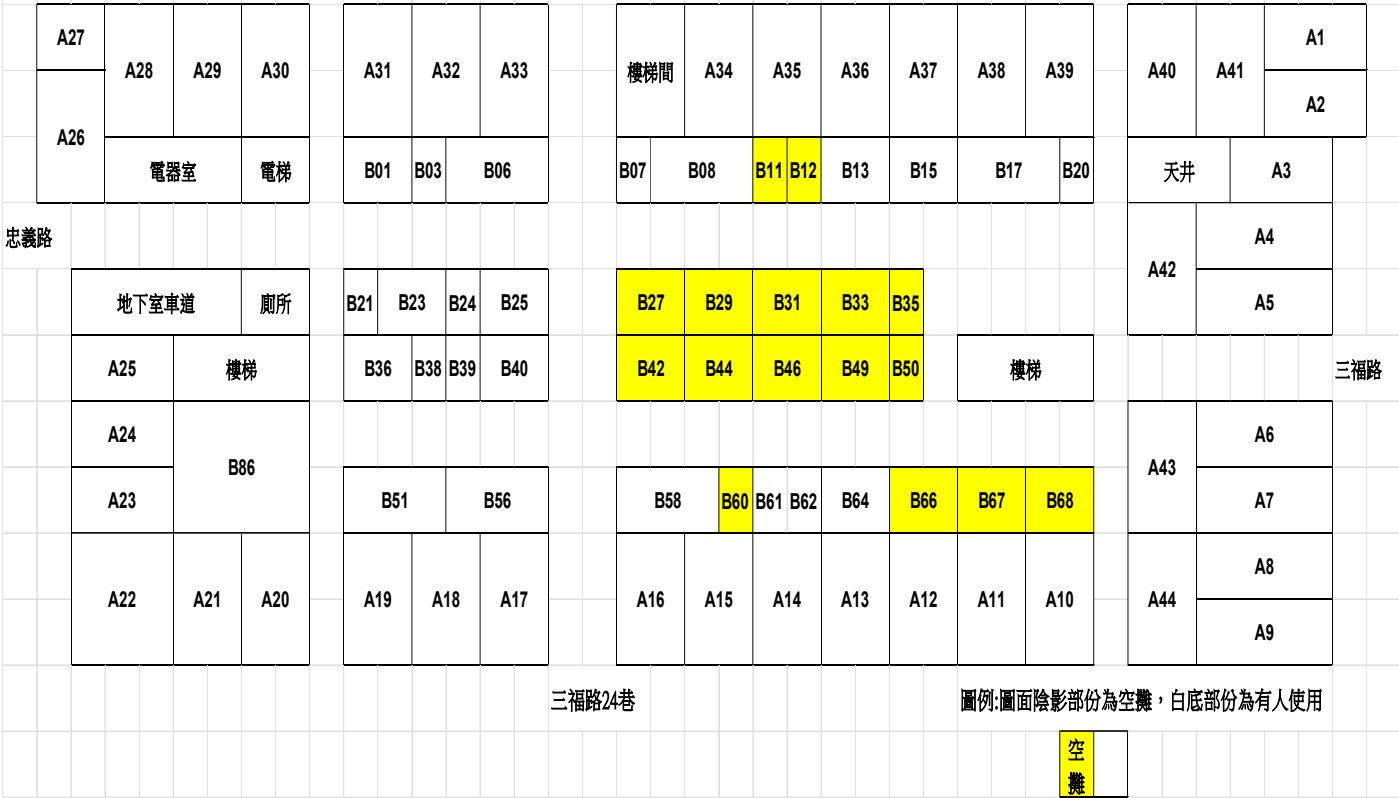 A27 A28 A29 A30 A31 A32 A33 樓梯間 A34 A35 A36 A37 A38 A39 A40 A41 A1
A2
A26 電器室 電梯 B01 B03 B06 B07 B08 B11 B12 B13 B15 B17 B20 天井 A3
忠義路 A42 A4
地下室車道 廁所 B21 B23 B24 B25 B27 B29 B31 B33 B35 A5
A25 樓梯 B36 B38 B39 B40 B42 B44 B46 B49 B50 樓梯 三福路
A24 B86 A43 A6
A23 B51 B56 B58 B60 B61 B62 B64 B66 B67 B68 A7
A22 A21 A20 A19 A18 A17 A16 A15 A14 A13 A12 A11 A10 A44 A8
A9
三福路24巷 圖例:圖面陰影部份為空攤，白底部份為有人使用
空
攤